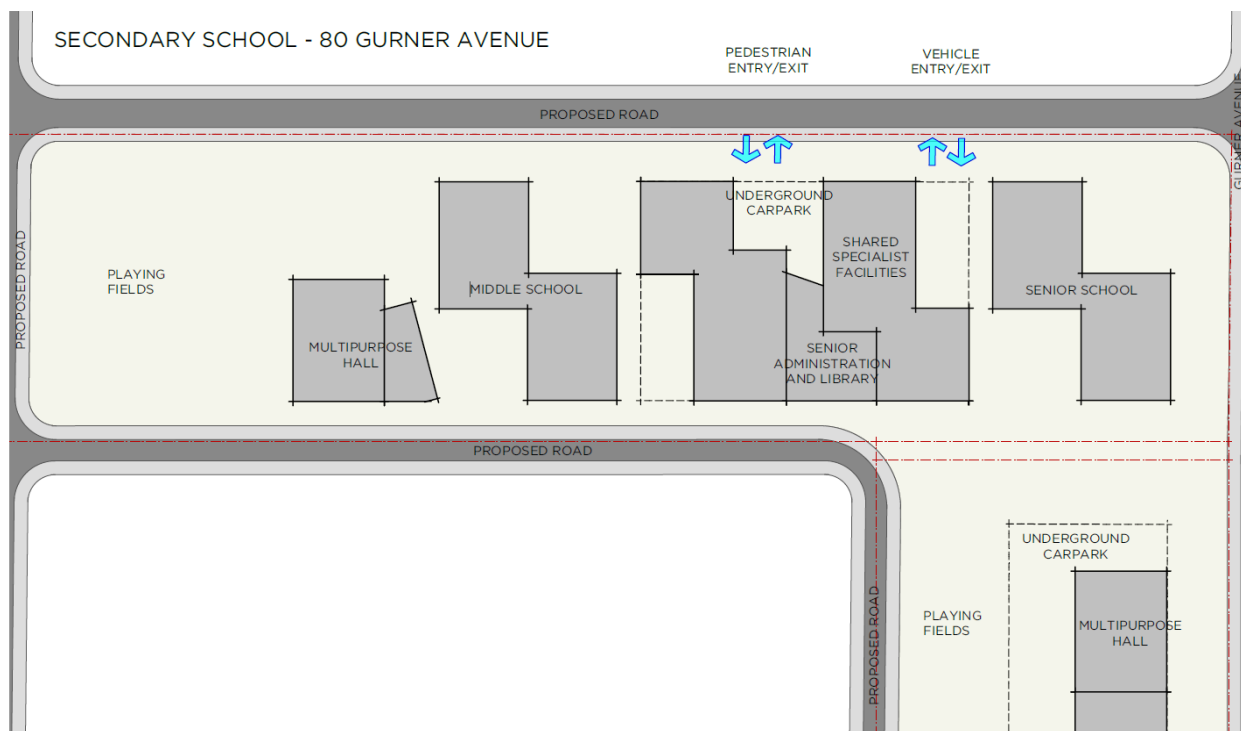 SECONDARY SCHOOL - 80 GURNER AVENUE
PEDESTRIAN
ENTRY/EXIT
VEHICLE
ENTRY/EXIT
GURNER AVENUE
PROPOSED ROAD
PROPOSED ROAD
PLAYING
FIELDS
MULTIPURPOSE
HALL
MIDDLE SCHOOL
UNDERGROUND
CARPARK
SHARED
SPECIALIST
FACILITIES
SENIOR
ADMINISTRATION
AND LIBRARY
SENIOR SCHOOL
PROPOSED ROAD
PROPOSED ROAD
PLAYING
FIELDS
UNDERGROUND
CARPARK
MULTIPURPOSE
HALL